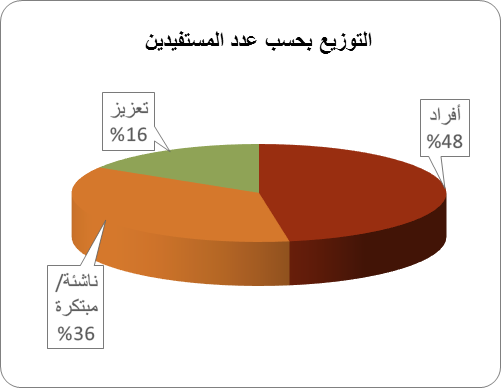 التوزيع بحسب عدد المستفيدين
أفراد
%48
تعزيز
%16
ناشئة/
مبتكرة
%36